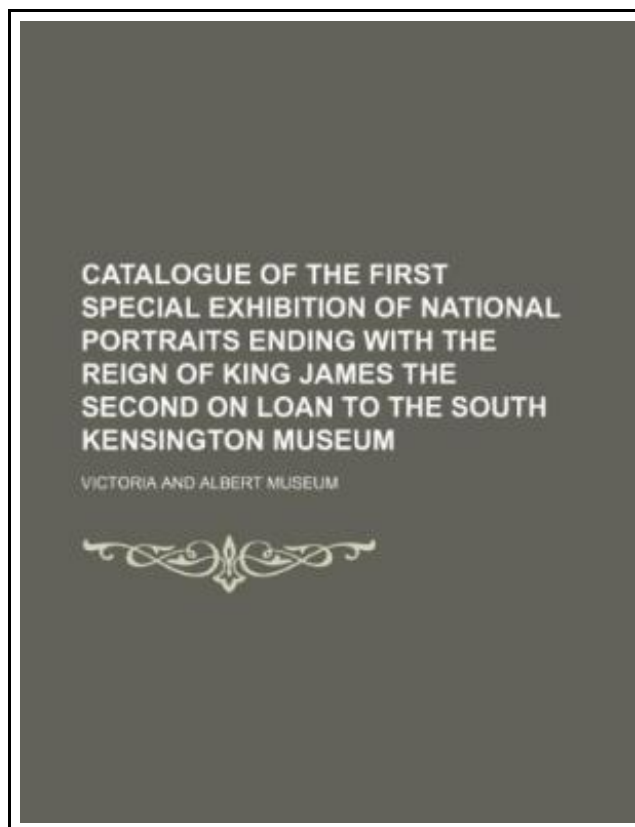 CATALOGUE OF THE FIRST
SPECIAL EXHIBITION OF NATIONAL
PORTRAITS ENDING WITH THE
REIGN OF KING JAMES THE
SECOND ON LOAN TO THE SOUTH
KENSINGTON MUSEUM
VICTORIA AND ALBERT MUSEUM